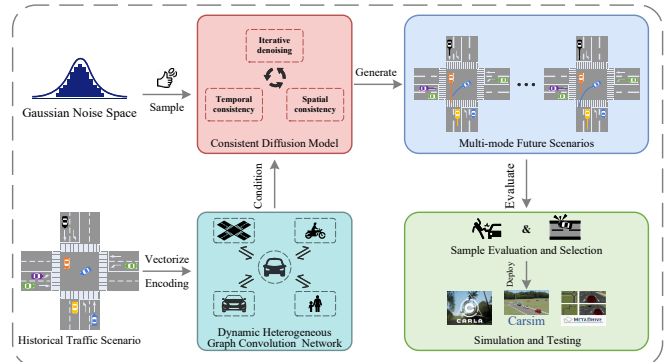 Gaussian Noise Space
Sample
Iterative
denoising
Temporal
consistency
Spatial
consistency
Consistent Diffusion Model
Generate
Multi-mode Future Scenarios
Condition
Evaluate
Historical Traffic Scenario
Vectorize
Encoding
Dynamic Heterogeneous
Graph Convolution Network
&
Sample Evaluation and Selection
Deploy
CARLA
Carsim
METADRIVE
Simulation and Testing